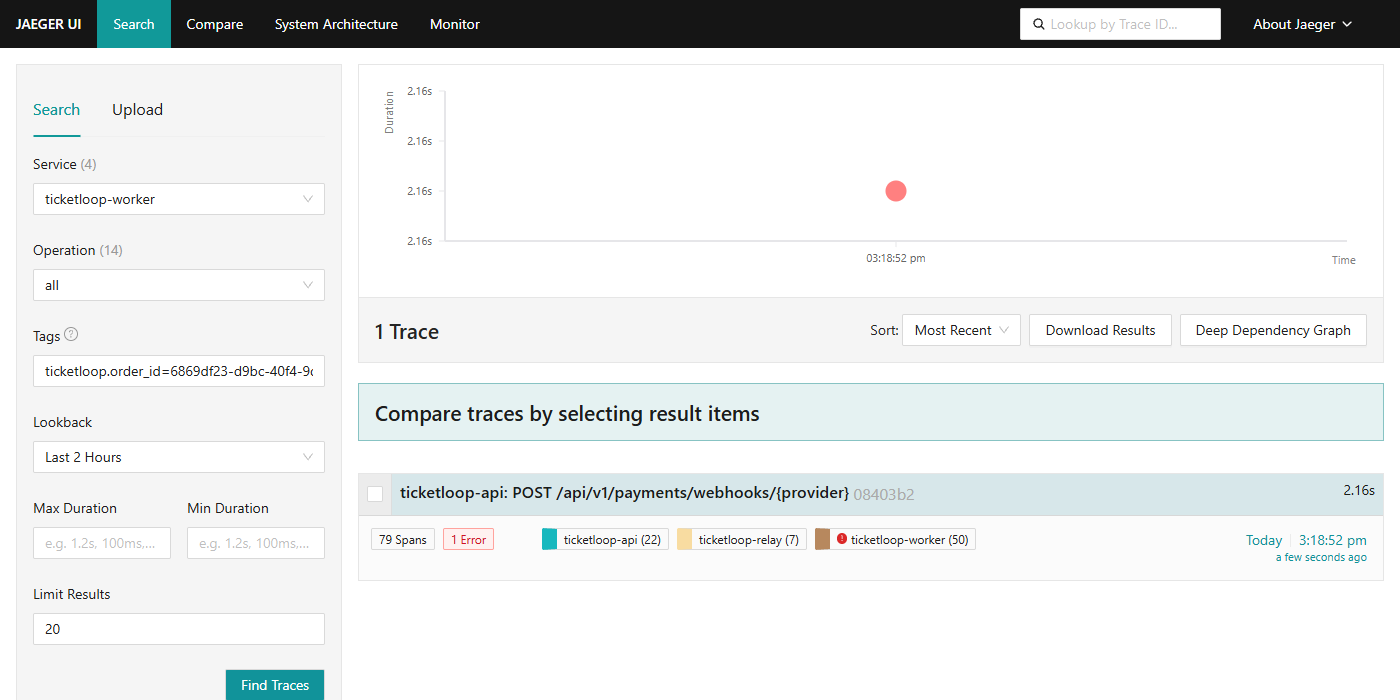 JAEGER UI Search Compare System Architecture Monitor Lookup by Trace ID... About Jaeger
Search Upload
Service (4)
ticketloop-worker
Operation (14)
all
Tags ?
ticketloop.order_id=6869df23-d9bc-40f4-9c
Lookback
Last 2 Hours
Max Duration Min Duration
e.g. 1.2s, 100ms,... e.g. 1.2s, 100ms,...
Limit Results
20
Find Traces
Duration
2.16s
2.16s
2.16s
2.16s
03:18:52 pm
Time
1 Trace
Sort: Most Recent Download Results Deep Dependency Graph
Compare traces by selecting result items
ticketloop-api: POST /api/v1/payments/webhooks/{provider} 08403b2 2.16s
79 Spans 1 Error ticketloop-api (22) ticketloop-relay (7) ! ticketloop-worker (50) Today 3:18:52 pm
a few seconds ago